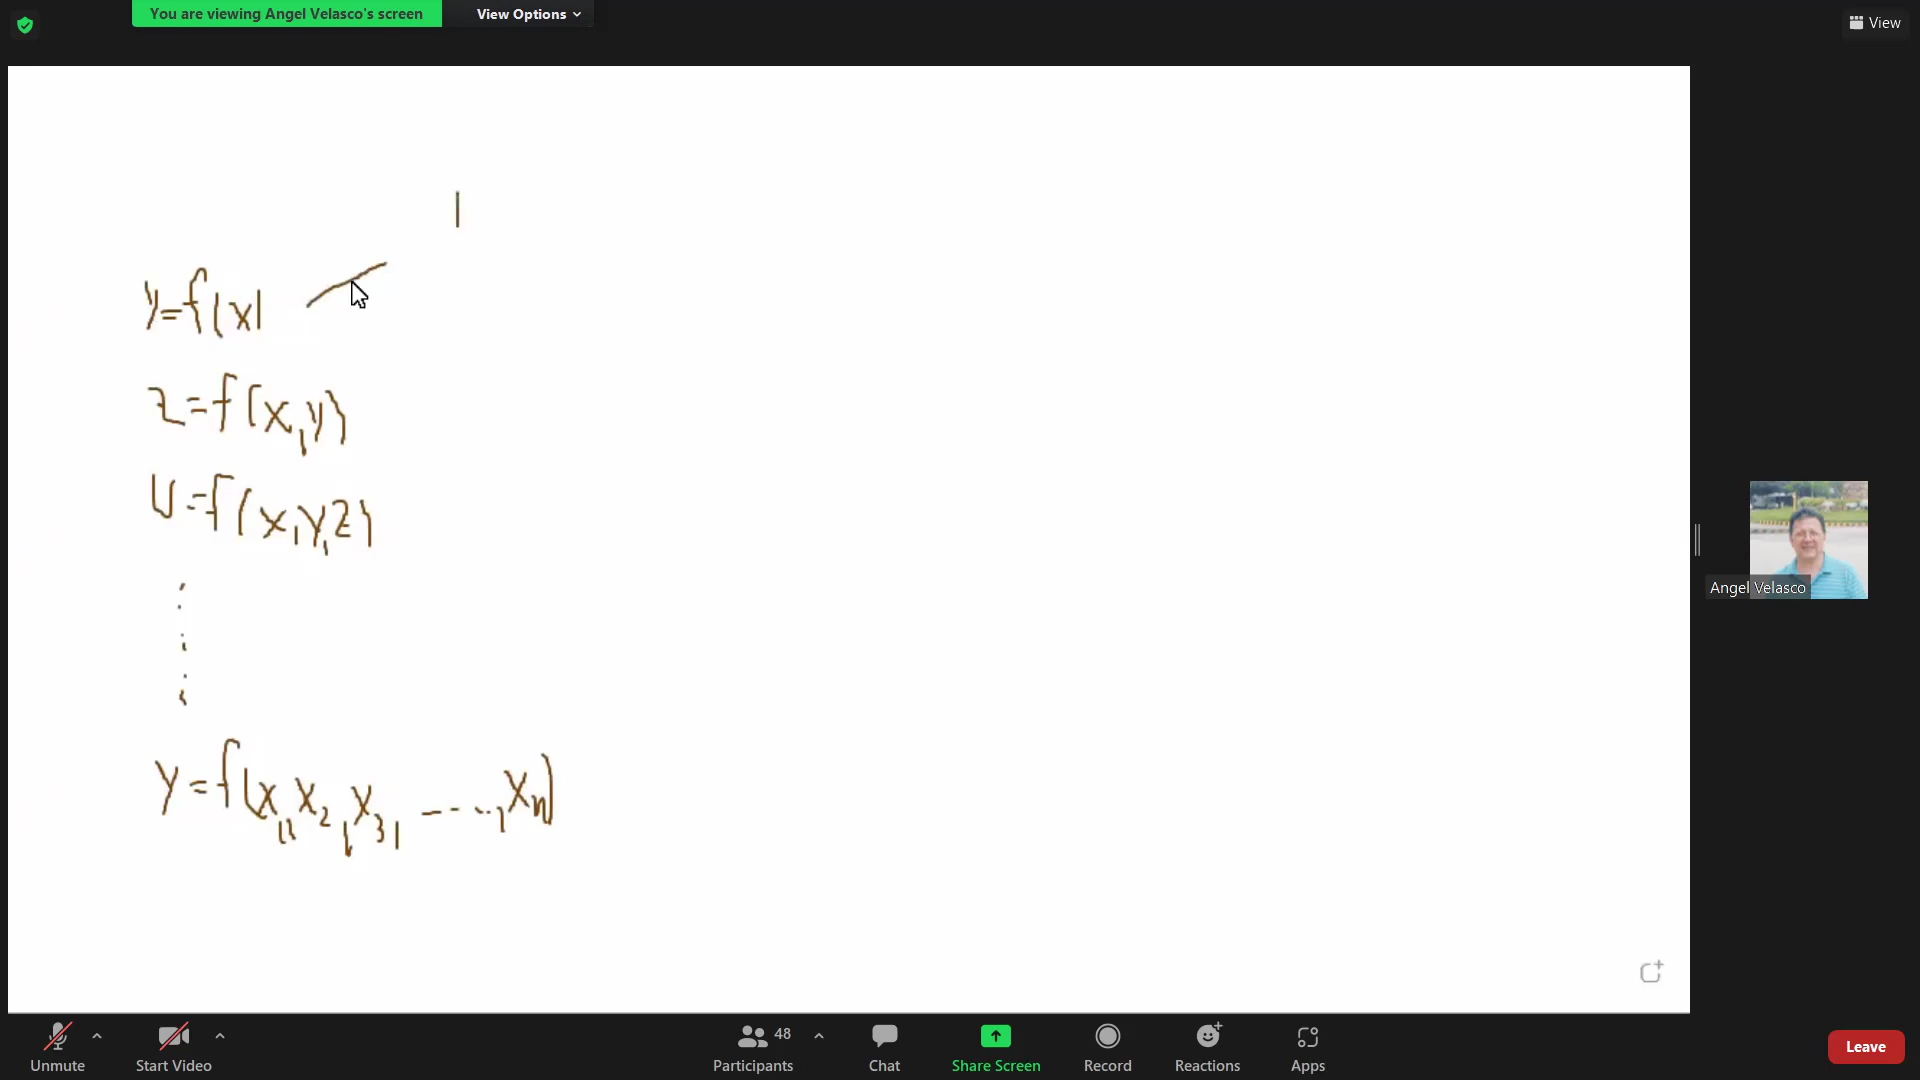 You are viewing Angel Velasco's screen
View Options
View
|
y=f(x)
z=f(x,y)
U=f(x,y,z)
y=f(x₁,x₂,x₃,-----,xₙ)
Angel Velasco
Unmute
Start Video
48
Participants
Chat
Share Screen
Record
Reactions
Apps
Leave